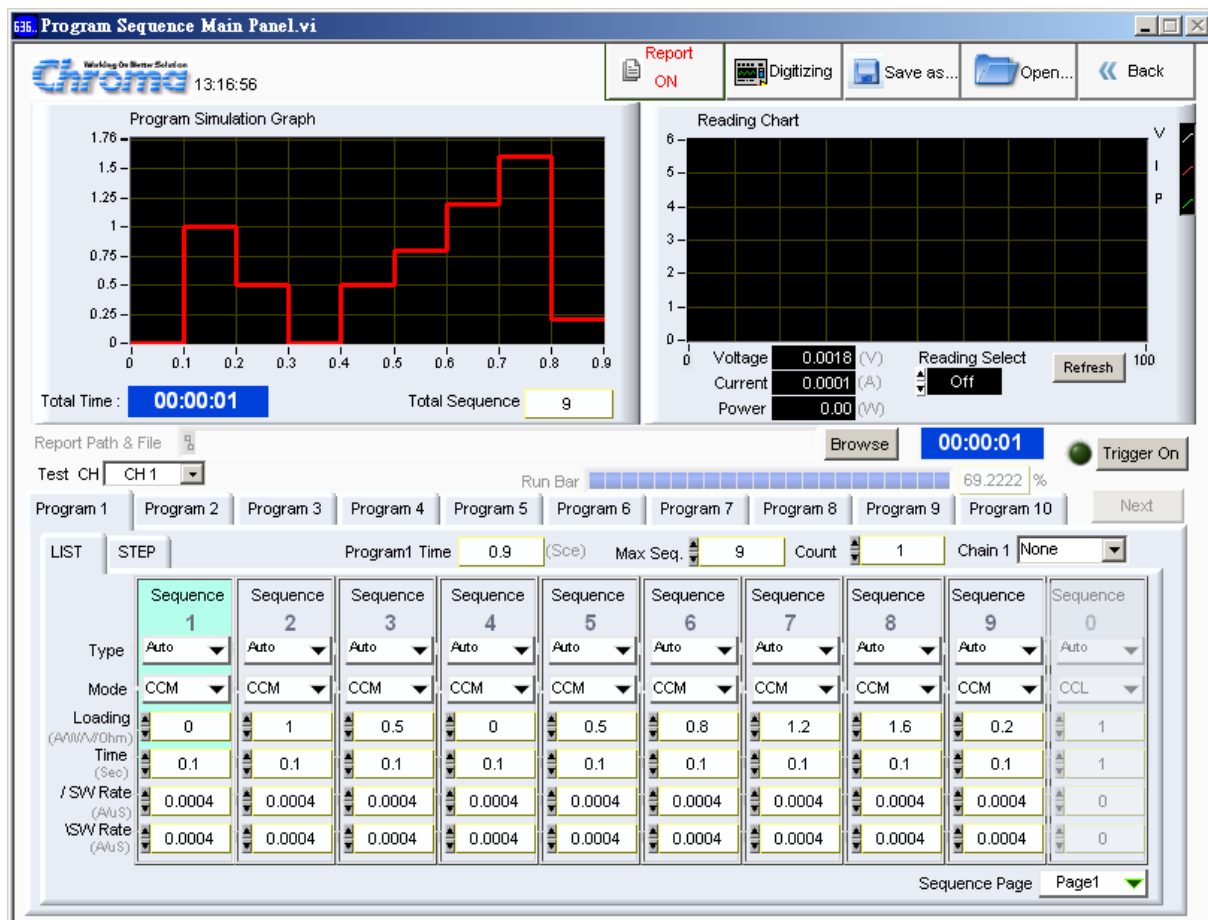 636.. Program Sequence Main Panel.vi
Working On Better Solution
Chroma 13:16:56
Report ON
Digitizing
Save as...
Open...
Back
Program Simulation Graph
1.76
1.5
1.25
1
0.75
0.5
0.25
0
0 0.1 0.2 0.3 0.4 0.5 0.6 0.7 0.8 0.9
Total Time : 00:00:01
Total Sequence 9
Reading Chart
6
5
4
3
2
1
0
0 100
V
I
P
Voltage 0.0018 (V)
Current 0.0001 (A)
Power 0.00 (W)
Reading Select
Off
Refresh
Report Path & File
Browse
00:00:01
Trigger On
Test CH CH 1
Run Bar 69.2222 %
Next
Program 1 Program 2 Program 3 Program 4 Program 5 Program 6 Program 7 Program 8 Program 9 Program 10
LIST STEP
Program1 Time 0.9 (Sce) Max Seq. 9 Count 1 Chain 1 None
Sequence Sequence Sequence Sequence Sequence Sequence Sequence Sequence Sequence Sequence
1 2 3 4 5 6 7 8 9 0
Type Auto Auto Auto Auto Auto Auto Auto Auto Auto Auto
Mode CCM CCM CCM CCM CCM CCM CCM CCM CCM CCL
Loading 0 1 0.5 0 0.5 0.8 1.2 1.6 0.2 1
(A/W/V/Ohm)
Time 0.1 0.1 0.1 0.1 0.1 0.1 0.1 0.1 0.1 1
(Sec)
/ SW Rate 0.0004 0.0004 0.0004 0.0004 0.0004 0.0004 0.0004 0.0004 0.0004 0
(A/uS)
\SW Rate 0.0004 0.0004 0.0004 0.0004 0.0004 0.0004 0.0004 0.0004 0.0004 0
(A/uS)
Sequence Page Page1